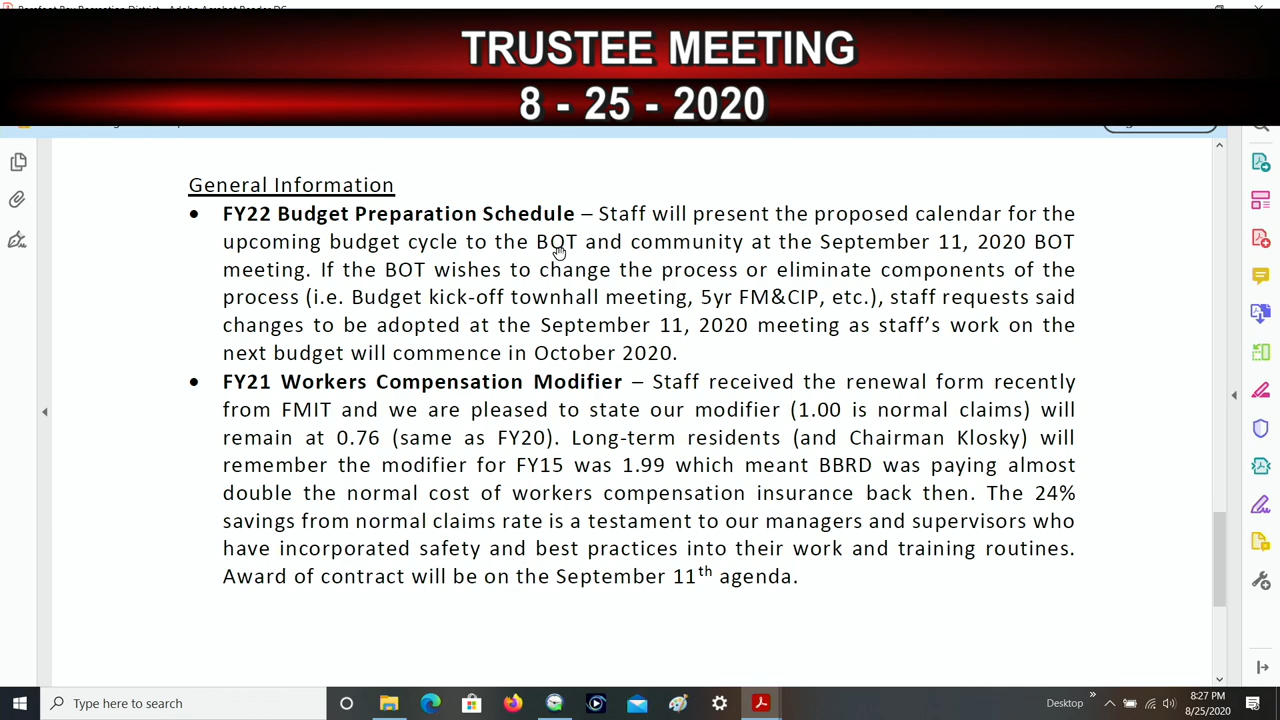 TRUSTEE MEETING
8 - 25 - 2020
General Information
• FY22 Budget Preparation Schedule – Staff will present the proposed calendar for the
upcoming budget cycle to the BOT and community at the September 11, 2020 BOT
meeting. If the BOT wishes to change the process or eliminate components of the
process (i.e. Budget kick-off townhall meeting, 5yr FM&CIP, etc.), staff requests said
changes to be adopted at the September 11, 2020 meeting as staff's work on the
next budget will commence in October 2020.
• FY21 Workers Compensation Modifier – Staff received the renewal form recently
from FMIT and we are pleased to state our modifier (1.00 is normal claims) will
remain at 0.76 (same as FY20). Long-term residents (and Chairman Klosky) will
remember the modifier for FY15 was 1.99 which meant BBRD was paying almost
double the normal cost of workers compensation insurance back then. The 24%
savings from normal claims rate is a testament to our managers and supervisors who
have incorporated safety and best practices into their work and training routines.
Award of contract will be on the September 11th agenda.
Type here to search
Desktop
8:27 PM
8/25/2020